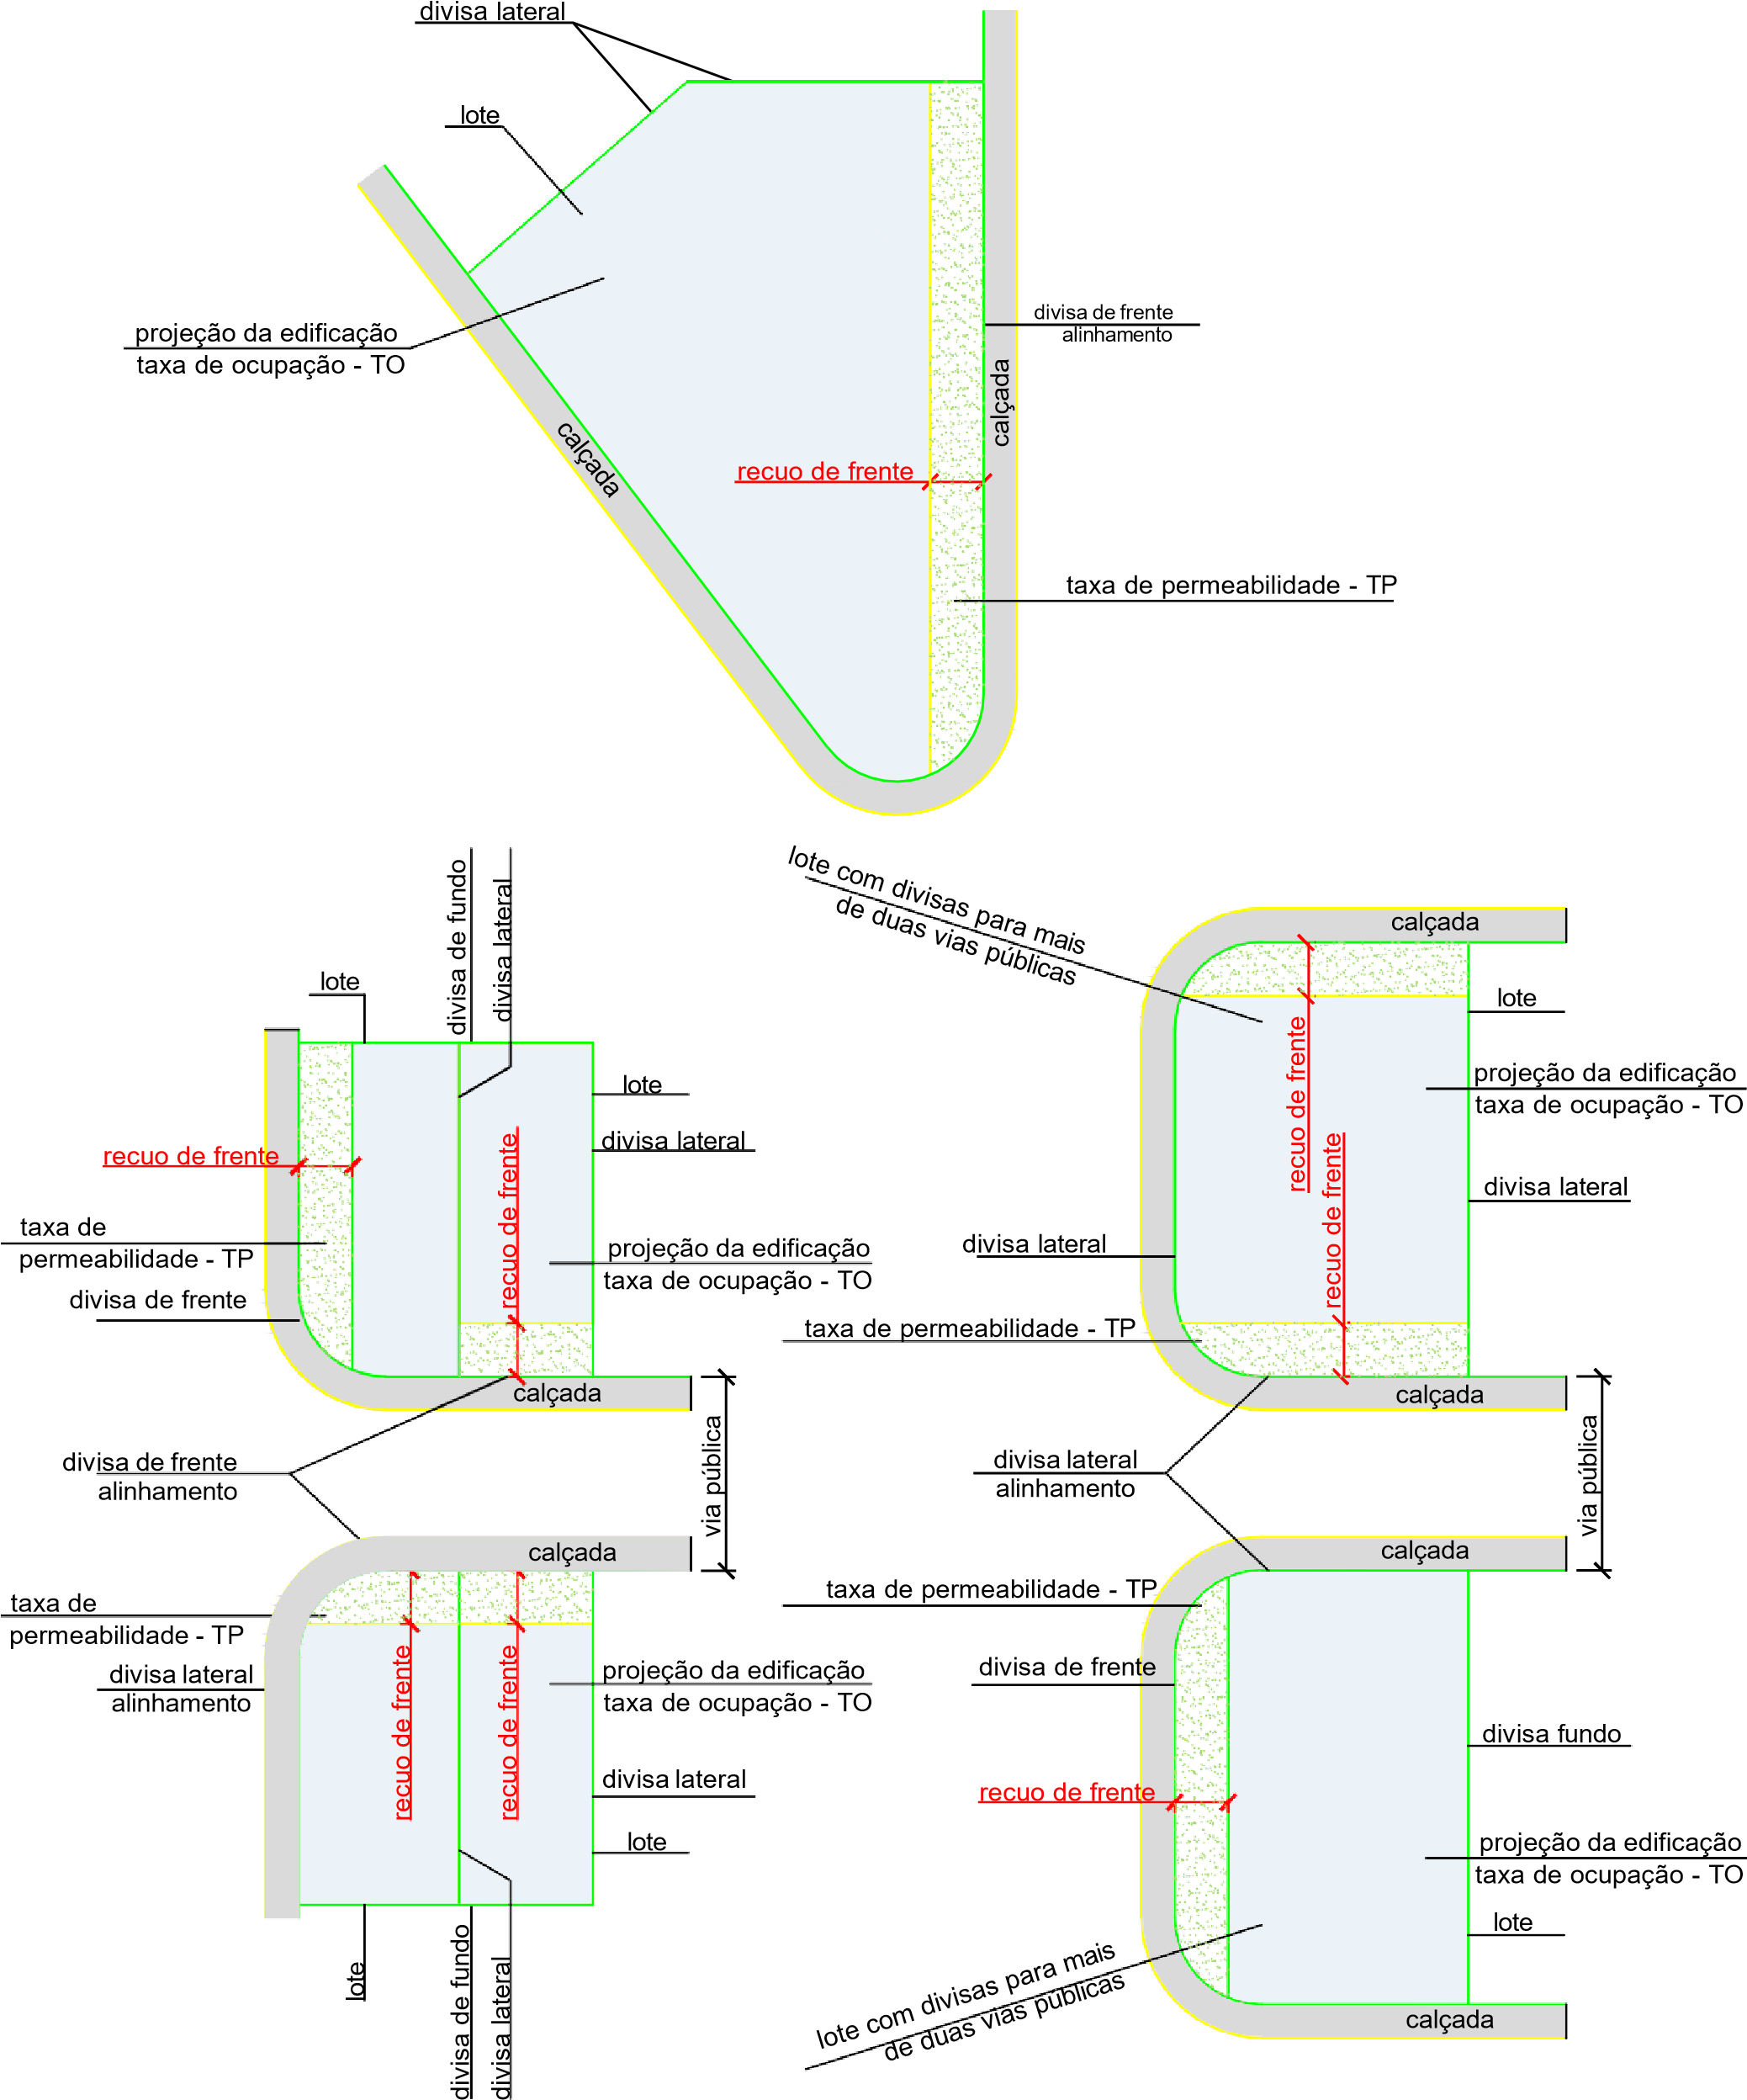 divisa lateral
lote
projeção da edificação
taxa de ocupação - TO
divisa de frente
alinhamento
calçada
calçada
recuo de frente
taxa de permeabilidade - TP
divisa de fundo
divisa lateral
lote
lote
divisa lateral
recuo de frente
recuo de frente
taxa de
permeabilidade - TP
projeção da edificação
taxa de ocupação - TO
divisa de frente
calçada
via pública
divisa de frente
alinhamento
calçada
taxa de
permeabilidade - TP
divisa lateral
alinhamento
recuo de frente
recuo de frente
projeção da edificação
taxa de ocupação - TO
divisa lateral
lote
lote
divisa de fundo
divisa lateral
lote com divisas para mais
de duas vias públicas
calçada
lote
recuo de frente
projeção da edificação
taxa de ocupação - TO
recuo de frente
divisa lateral
divisa lateral
taxa de permeabilidade - TP
calçada
via pública
divisa lateral
alinhamento
calçada
taxa de permeabilidade - TP
divisa de frente
divisa fundo
recuo de frente
projeção da edificação
taxa de ocupação - TO
lote
lote com divisas para mais
de duas vias públicas
calçada